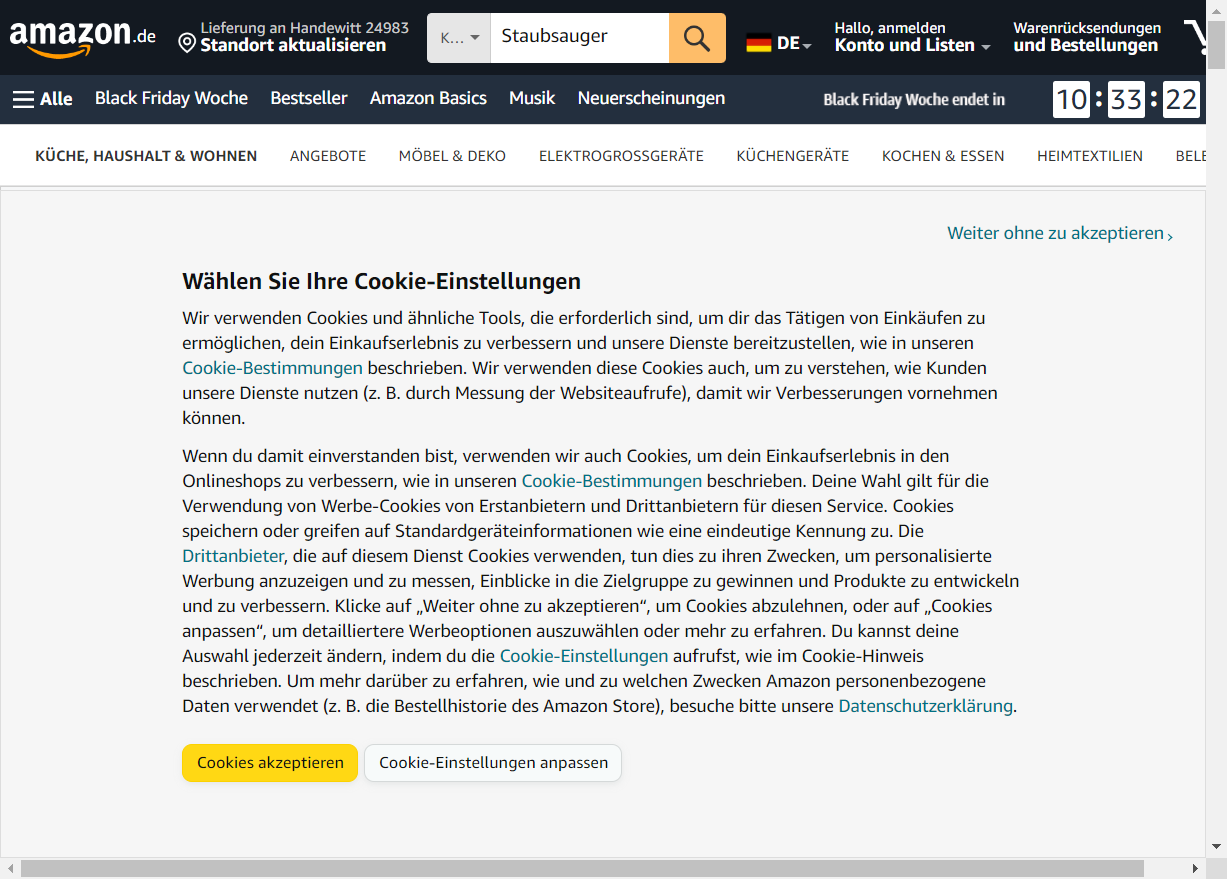 amazon.de
Lieferung an Handewitt 24983
Standort aktualisieren
K...
Staubsauger
DE
Hallo, anmelden
Konto und Listen
Warenrücksendungen
und Bestellungen
Alle
Black Friday Woche
Bestseller
Amazon Basics
Musik
Neuerscheinungen
Black Friday Woche endet in
10 : 33 : 22
KÜCHE, HAUSHALT & WOHNEN
ANGEBOTE
MÖBEL & DEKO
ELEKTROGROSSGERÄTE
KÜCHENGERÄTE
KOCHEN & ESSEN
HEIMTEXTILIEN
BELE
Weiter ohne zu akzeptieren ›
Wählen Sie Ihre Cookie-Einstellungen
Wir verwenden Cookies und ähnliche Tools, die erforderlich sind, um dir das Tätigen von Einkäufen zu
ermöglichen, dein Einkaufserlebnis zu verbessern und unsere Dienste bereitzustellen, wie in unseren
Cookie-Bestimmungen beschrieben. Wir verwenden diese Cookies auch, um zu verstehen, wie Kunden
unsere Dienste nutzen (z. B. durch Messung der Websiteaufrufe), damit wir Verbesserungen vornehmen
können.
Wenn du damit einverstanden bist, verwenden wir auch Cookies, um dein Einkaufserlebnis in den
Onlineshops zu verbessern, wie in unseren Cookie-Bestimmungen beschrieben. Deine Wahl gilt für die
Verwendung von Werbe-Cookies von Erstanbietern und Drittanbietern für diesen Service. Cookies
speichern oder greifen auf Standardgeräteinformationen wie eine eindeutige Kennung zu. Die
Drittanbieter, die auf diesem Dienst Cookies verwenden, tun dies zu ihren Zwecken, um personalisierte
Werbung anzuzeigen und zu messen, Einblicke in die Zielgruppe zu gewinnen und Produkte zu entwickeln
und zu verbessern. Klicke auf „Weiter ohne zu akzeptieren“, um Cookies abzulehnen, oder auf „Cookies
anpassen“, um detailliertere Werbeoptionen auszuwählen oder mehr zu erfahren. Du kannst deine
Auswahl jederzeit ändern, indem du die Cookie-Einstellungen aufrufst, wie im Cookie-Hinweis
beschrieben. Um mehr darüber zu erfahren, wie und zu welchen Zwecken Amazon personenbezogene
Daten verwendet (z. B. die Bestellhistorie des Amazon Store), besuche bitte unsere Datenschutzerklärung.
Cookies akzeptieren
Cookie-Einstellungen anpassen